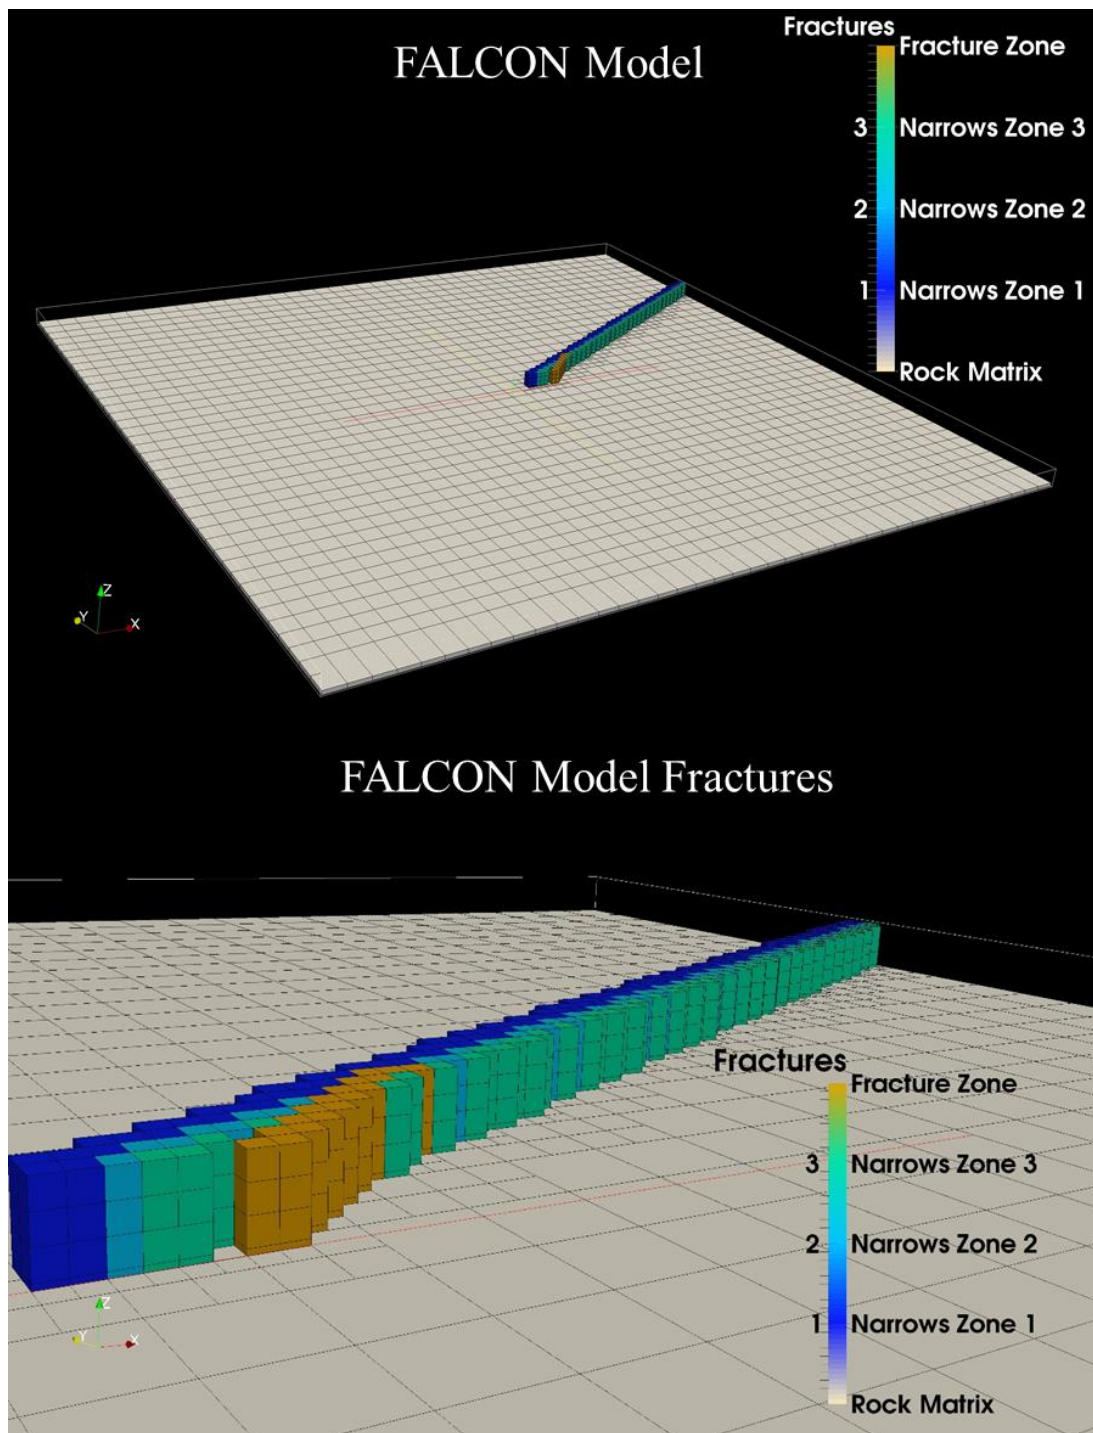 FALCON Model
Fractures
Fracture Zone
3 Narrows Zone 3
2 Narrows Zone 2
1 Narrows Zone 1
Rock Matrix
Z
Y
X
FALCON Model Fractures
Fractures
Fracture Zone
3 Narrows Zone 3
2 Narrows Zone 2
1 Narrows Zone 1
Rock Matrix
Z
Y
X